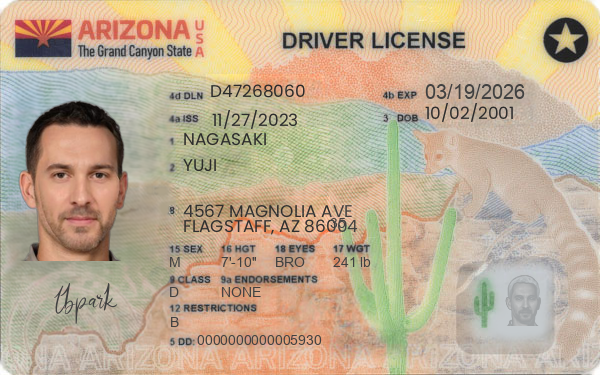 ARIZONA USA
The Grand Canyon State
DRIVER LICENSE
4d DLN D47268060
4b EXP 03/19/2026
4a ISS 11/27/2023
3 DOB 10/02/2001
1 NAGASAKI
2 YUJI
8 4567 MAGNOLIA AVE
FLAGSTAFF, AZ 86004
15 SEX 16 HGT 18 EYES 17 WGT
M 7'-10" BRO 241 lb
9 CLASS 9a ENDORSEMENTS
D NONE
12 RESTRICTIONS
B
5 DD: 0000000000005930
ARIZONA ARIZONA ARIZONA ARIZONA